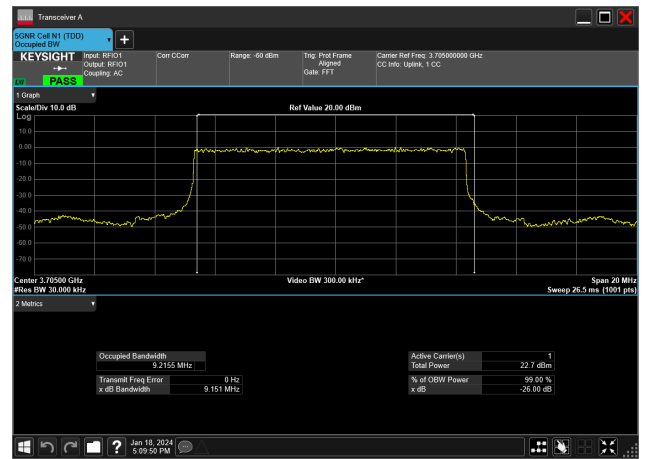 Transceiver A
5GNR Cell N1 (TDD)
Occupied BW
KEYSIGHT
LW PASS
Input: RFIO1
Output: RFIO1
Coupling: AC
Corr CCorr
Range: -60 dBm
Trig: Prot Frame
Aligned
Gate: FFT
Carrier Ref Freq: 3.705000000 GHz
CC Info: Uplink, 1 CC
1 Graph
Scale/Div 10.0 dB
Ref Value 20.00 dBm
Log
10.0
0.00
-10.0
-20.0
-30.0
-40.0
-50.0
-60.0
-70.0
Center 3.70500 GHz
Video BW 300.00 kHz*
Span 20 MHz
#Res BW 30.000 kHz
Sweep 26.5 ms (1001 pts)
2 Metrics
Occupied Bandwidth
9.2155 MHz
Transmit Freq Error 0 Hz
x dB Bandwidth 9.151 MHz
Active Carrier(s) 1
Total Power 22.7 dBm
% of OBW Power 99.00 %
x dB -26.00 dB
Jan 18, 2024
5:09:50 PM